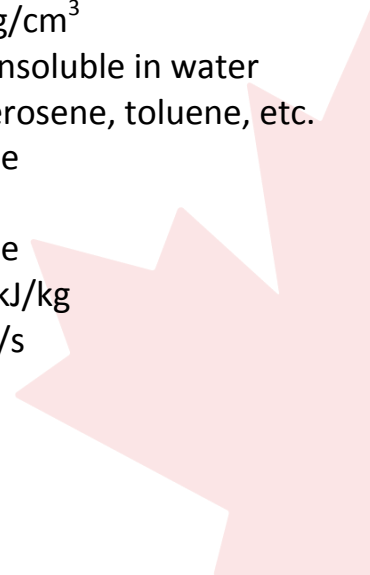 g/cm³
nsoluble in water
erosene, toluene, etc.
e
e
kJ/kg
/s